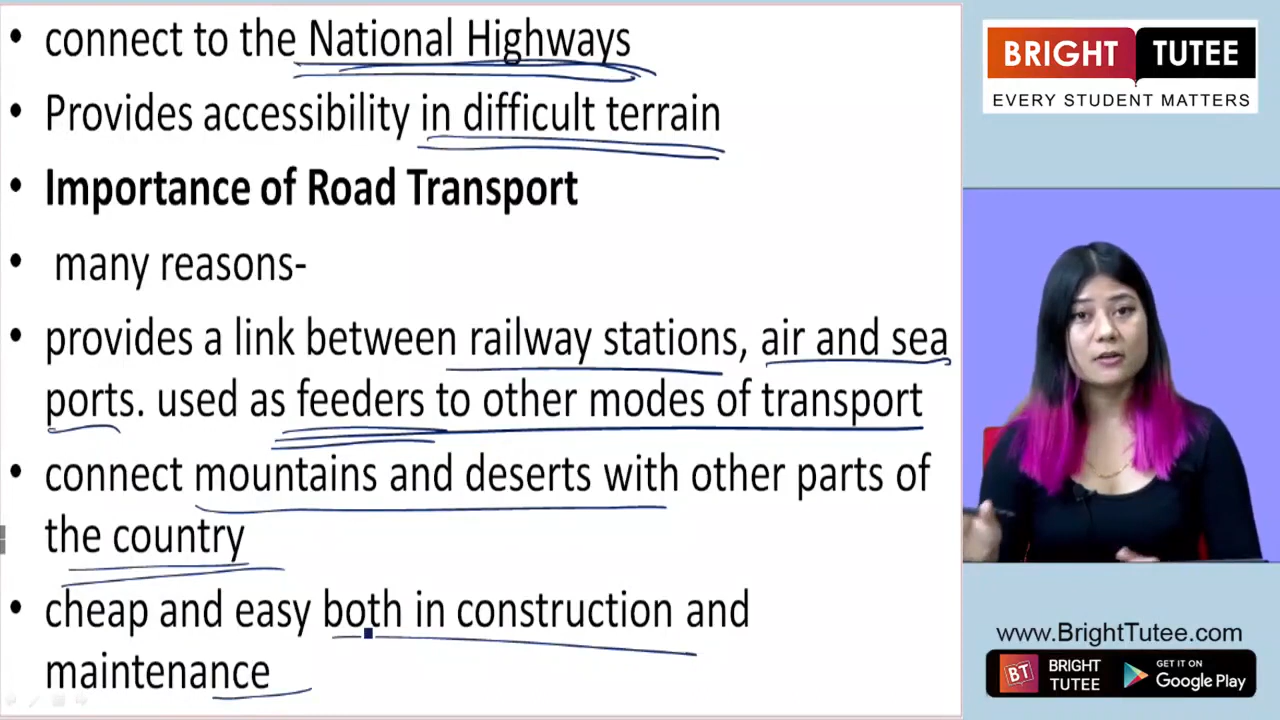 • connect to the National Highways
• Provides accessibility in difficult terrain
• Importance of Road Transport
• many reasons-
• provides a link between railway stations, air and sea
ports. used as feeders to other modes of transport
• connect mountains and deserts with other parts of
the country
• cheap and easy both in construction and
maintenance
BRIGHT TUTEE
EVERY STUDENT MATTERS
www.BrightTutee.com
BT
BRIGHT
TUTEE
GET IT ON
Google Play